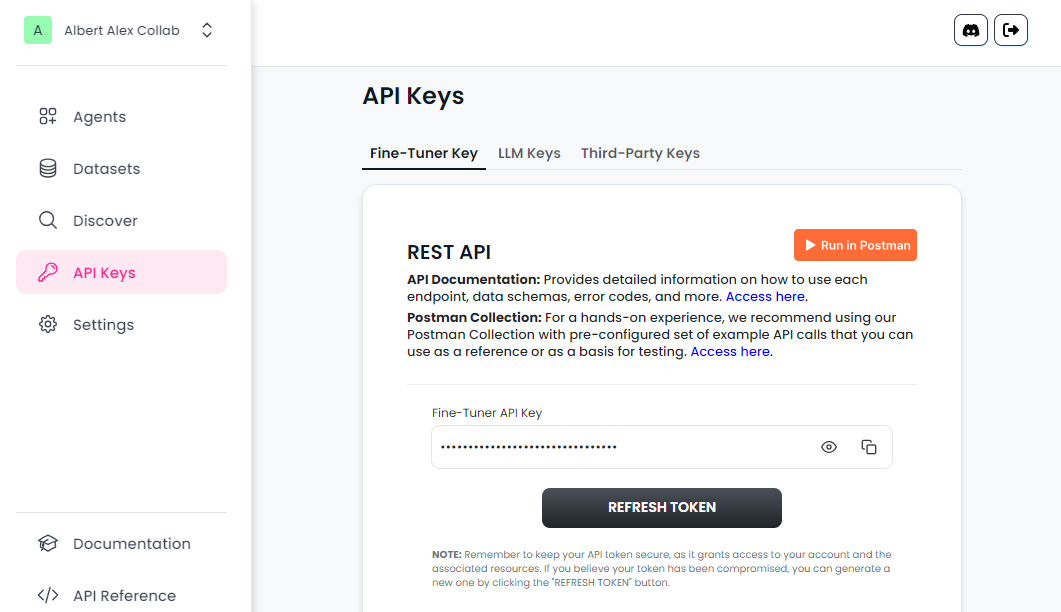 A Albert Alex Collab
Agents
Datasets
Discover
API Keys
Settings
Documentation
API Reference
API Keys
Fine-Tuner Key LLM Keys Third-Party Keys
REST API
Run in Postman
API Documentation: Provides detailed information on how to use each
endpoint, data schemas, error codes, and more. Access here.
Postman Collection: For a hands-on experience, we recommend using our
Postman Collection with pre-configured set of example API calls that you can
use as a reference or as a basis for testing. Access here.
Fine-Tuner API Key
••••••••••••••••••••••••••••••••
REFRESH TOKEN
NOTE: Remember to keep your API token secure, as it grants access to your account and the
associated resources. If you believe your token has been compromised, you can generate a
new one by clicking the "REFRESH TOKEN" button.